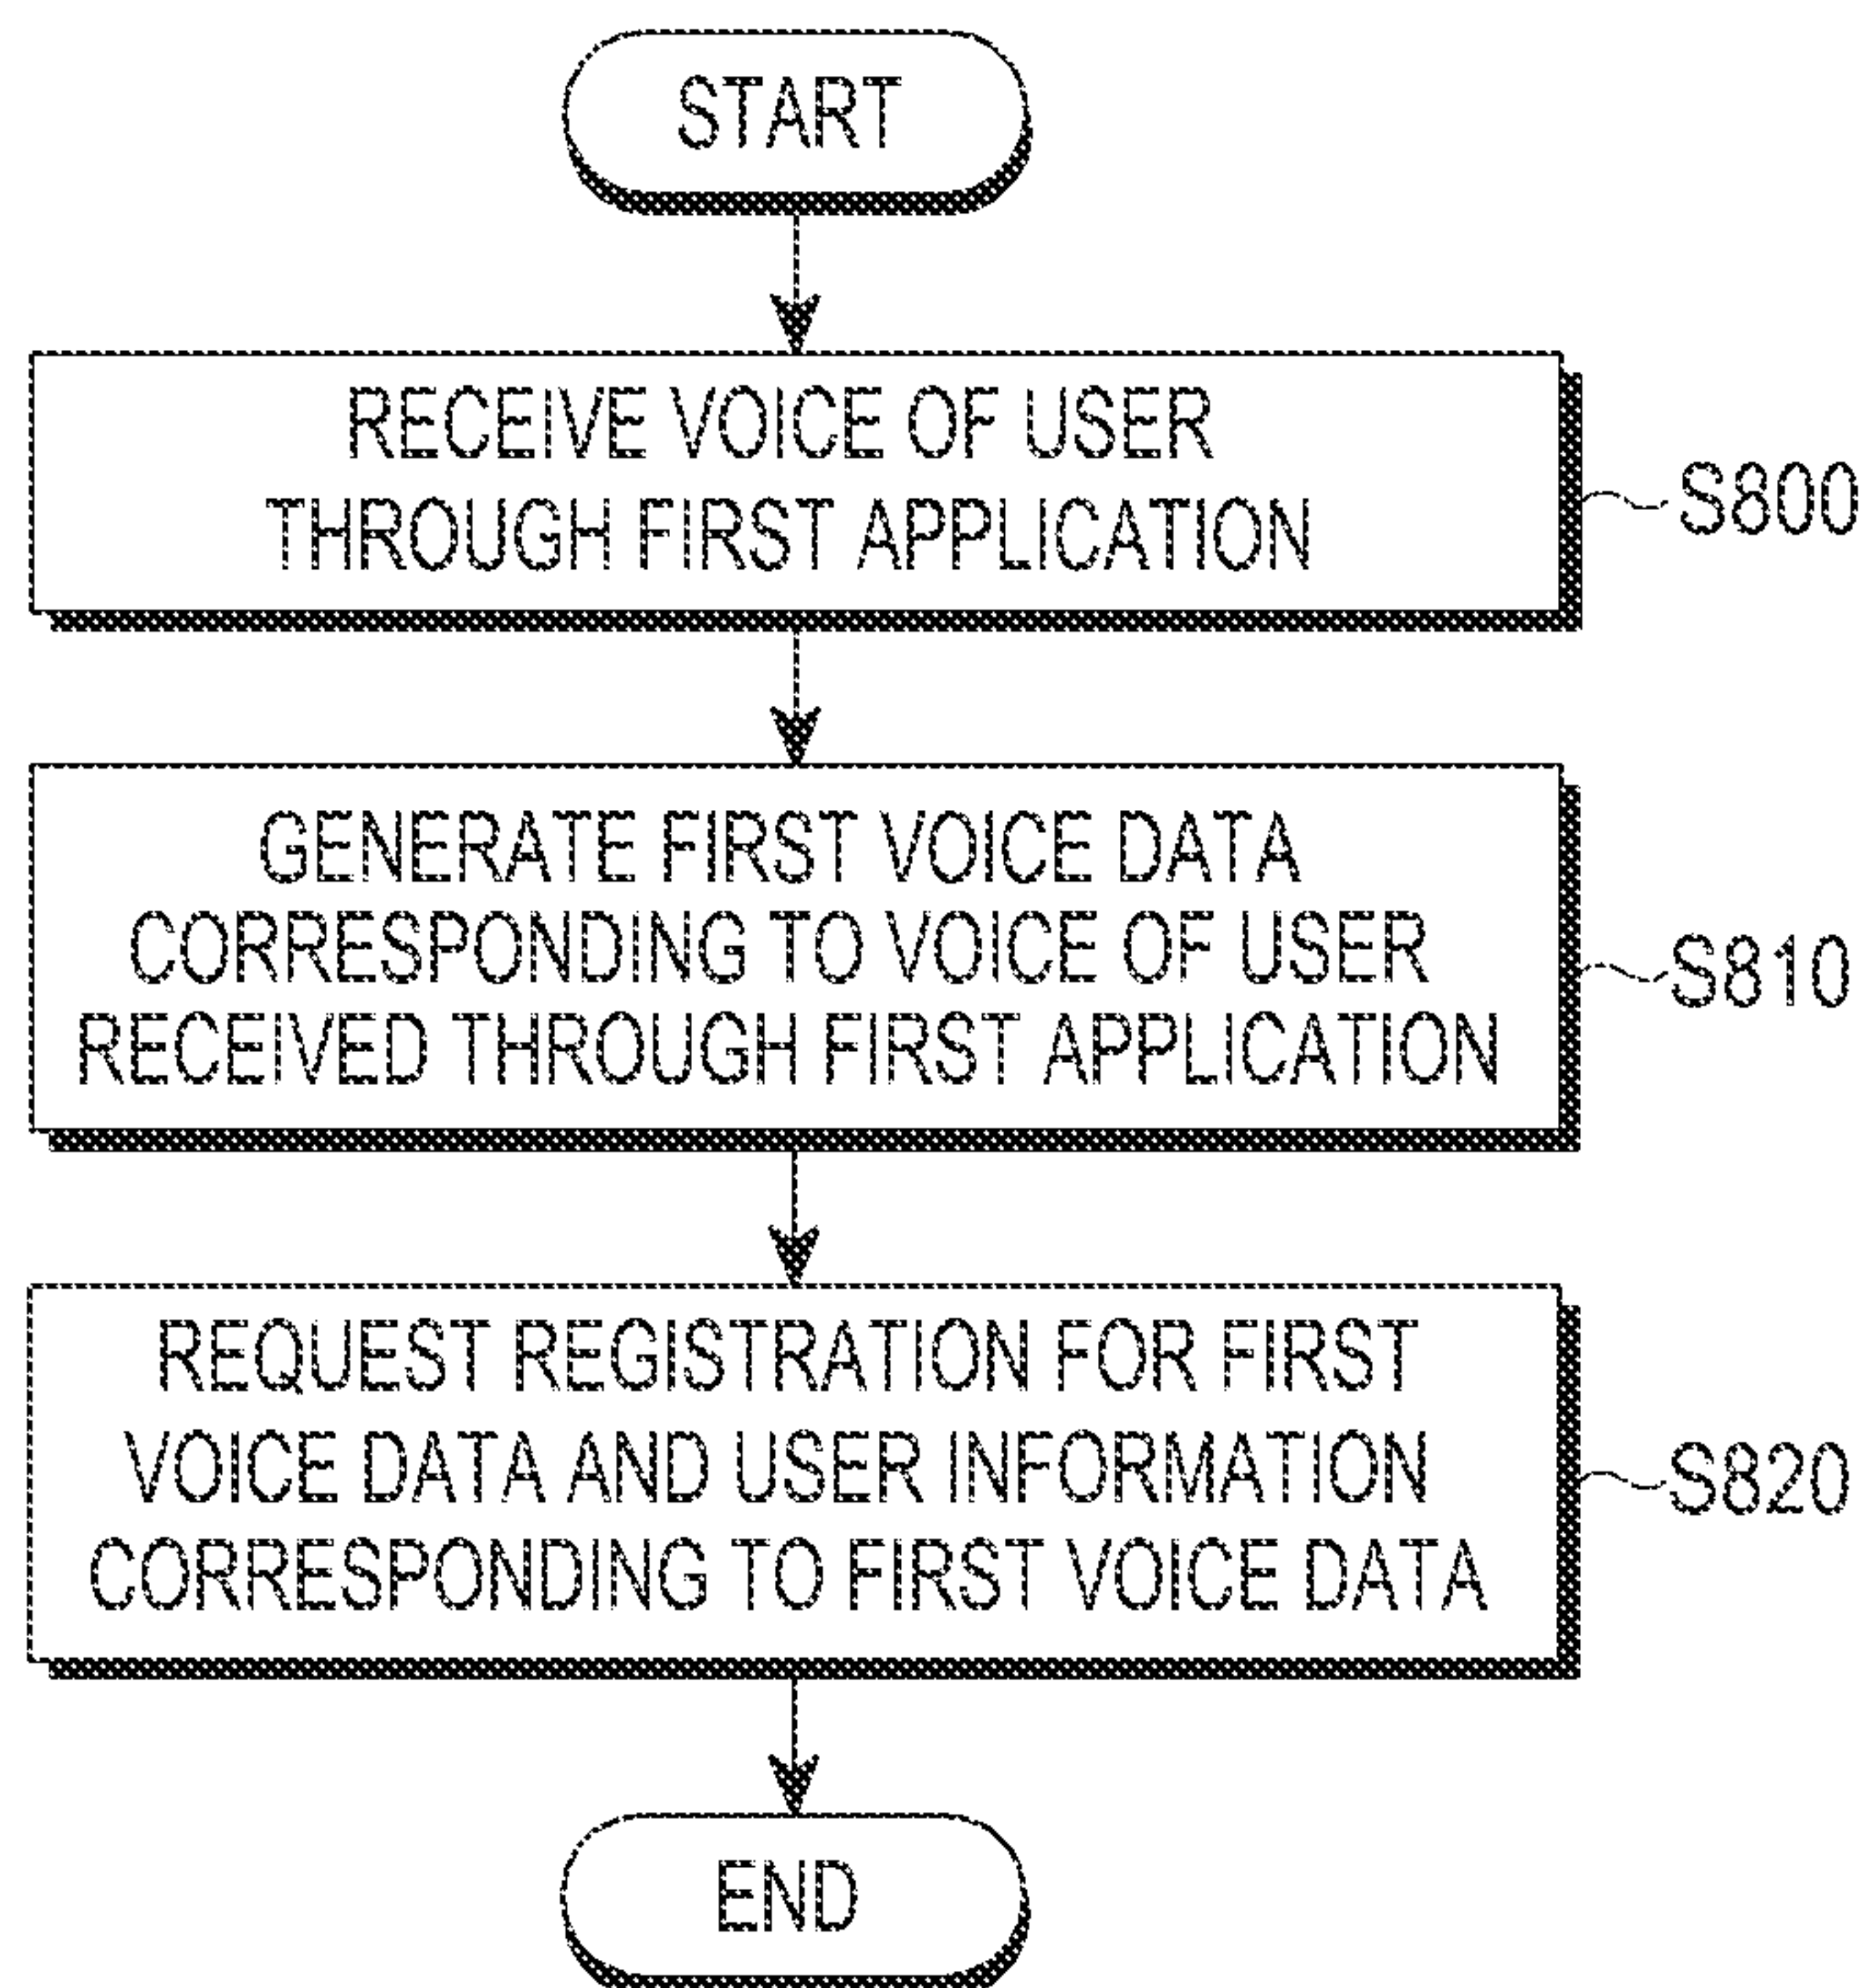 START
RECEIVE VOICE OF USER
THROUGH FIRST APPLICATION
S800
GENERATE FIRST VOICE DATA
CORRESPONDING TO VOICE OF USER
RECEIVED THROUGH FIRST APPLICATION
S810
REQUEST REGISTRATION FOR FIRST
VOICE DATA AND USER INFORMATION
CORRESPONDING TO FIRST VOICE DATA
S820
END